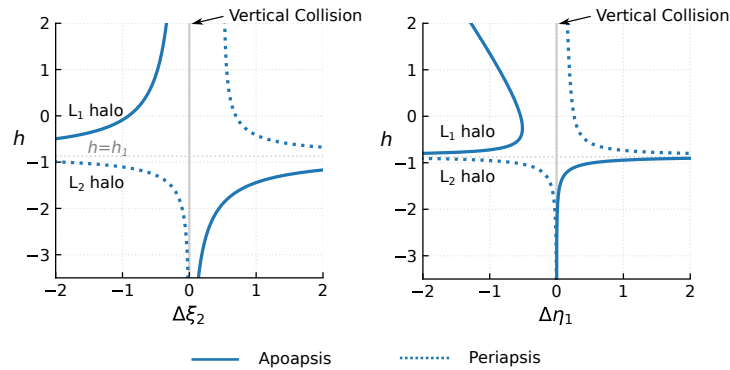 Vertical Collision
Vertical Collision
2
1
0
−1
−2
−3
h
L₁ halo
h=h₁
L₂ halo
−2
−1
0
1
2
Δξ₂
2
1
0
−1
−2
−3
h
L₁ halo
L₂ halo
−2
−1
0
1
2
Δη₁
Apoapsis
Periapsis